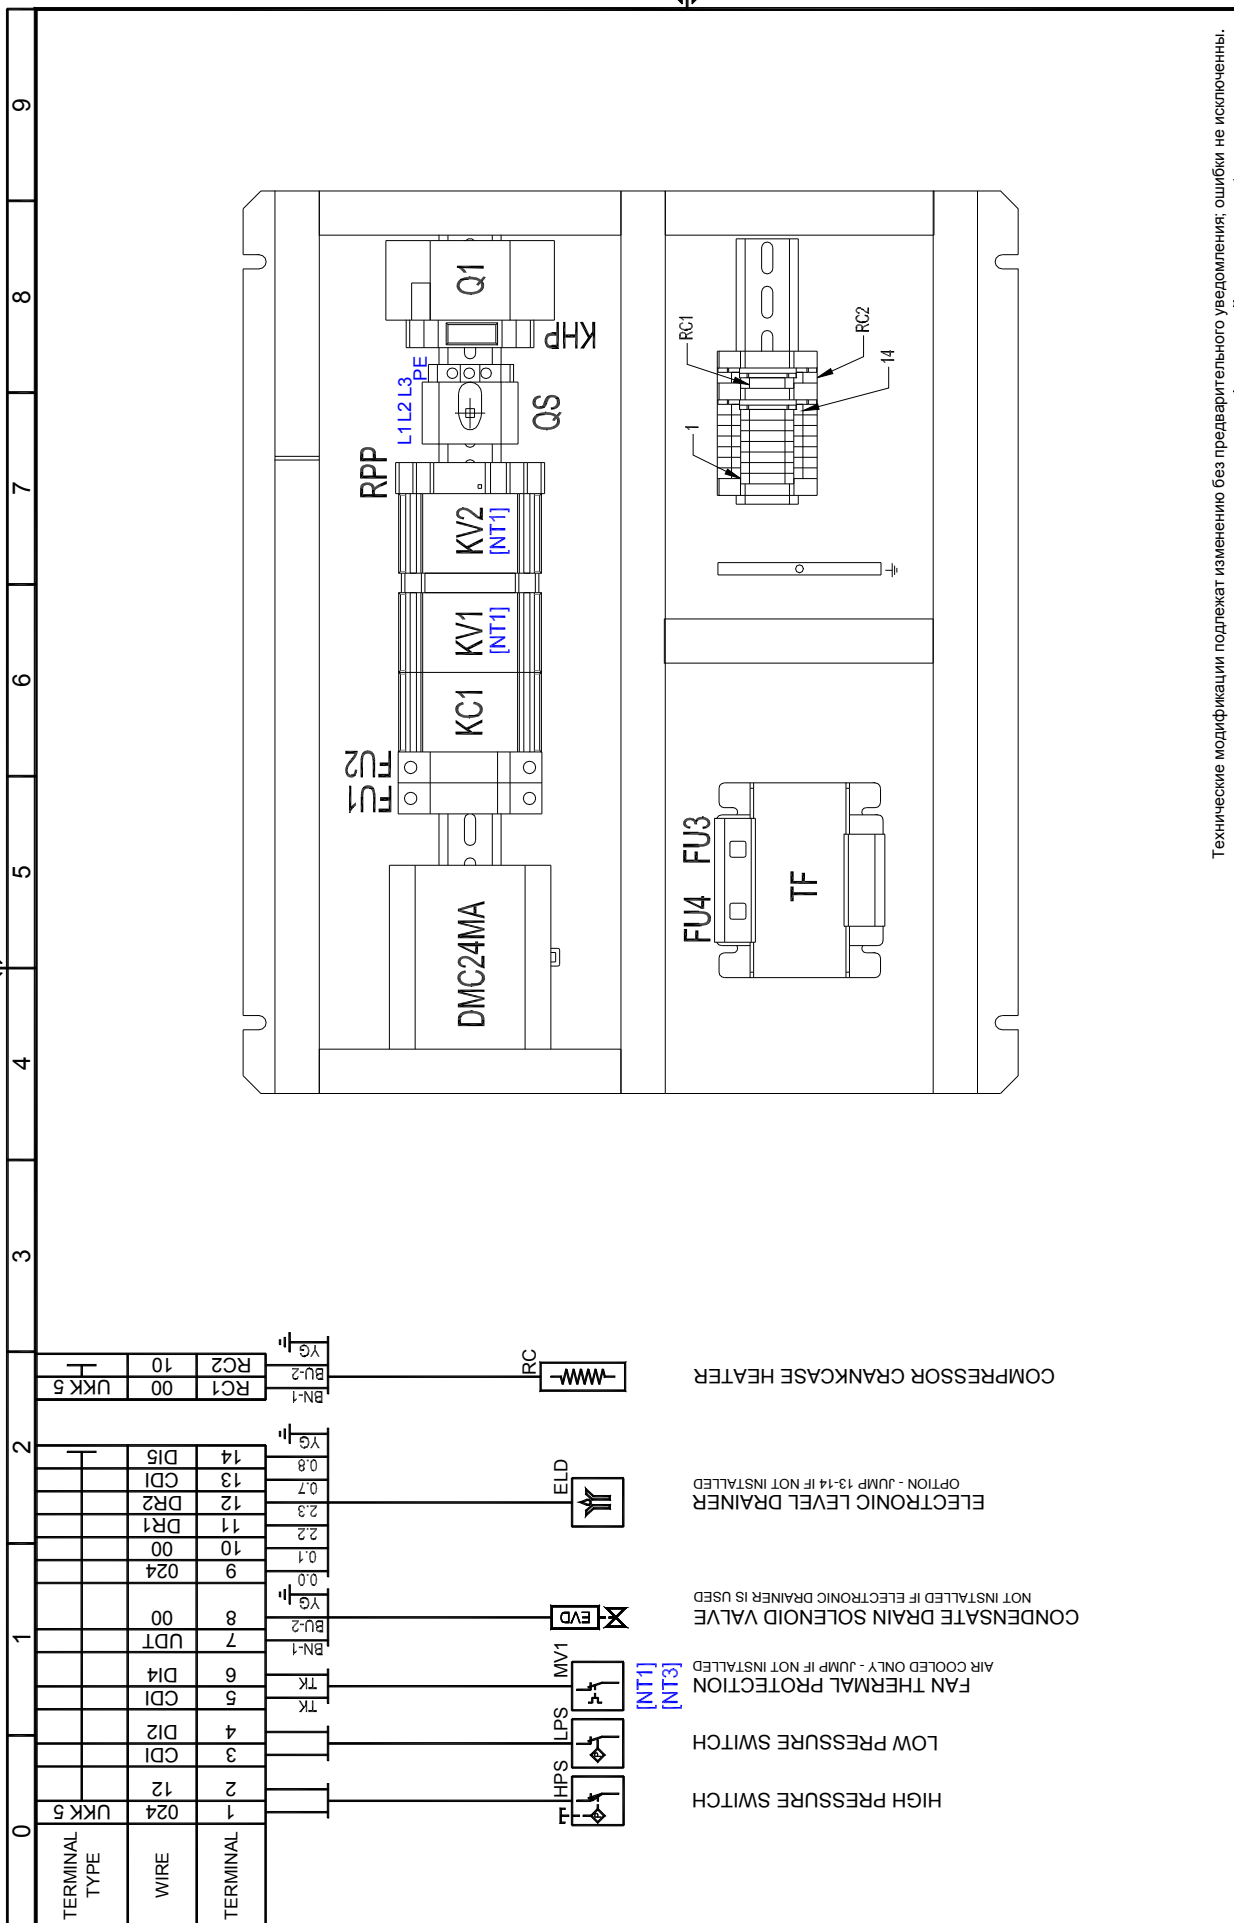 0 1 2 3 4 5 6 7 8 9
TERMINAL TYPE
WIRE
TERMINAL
UKK 5
024 1
12 2
CDI 3
DI2 4
CDI 5
DI4 6
UDT 7
00 8
024 9
00 10
DR1 11
DR2 12
CDI 13
DI5 14
UKK 5
00 RC1
10 RC2
TK
TK
BN-1
BU-2
YG
0.0
0.1
2.2
2.3
0.7
0.8
YG
BN-1
BU-2
YG
HPS
HIGH PRESSURE SWITCH
LPS
LOW PRESSURE SWITCH
MV1
[NT1]
[NT3]
FAN THERMAL PROTECTION
AIR COOLED ONLY - JUMP IF NOT INSTALLED
EVD
CONDENSATE DRAIN SOLENOID VALVE
NOT INSTALLED IF ELECTRONIC DRAINER IS USED
ELD
ELECTRONIC LEVEL DRAINER
OPTION - JUMP 13-14 IF NOT INSTALLED
RC
COMPRESSOR CRANKCASE HEATER
DMC24MA
FU1
FU2
KC1
KV1
[NT1]
KV2
[NT1]
RPP
L1 L2 L3
PE
QS
KHP
Q1
FU4 FU3
TF
1
14
RC1
RC2
Технические модификации подлежат изменению без предварительного уведомления; ошибки не исключенны.